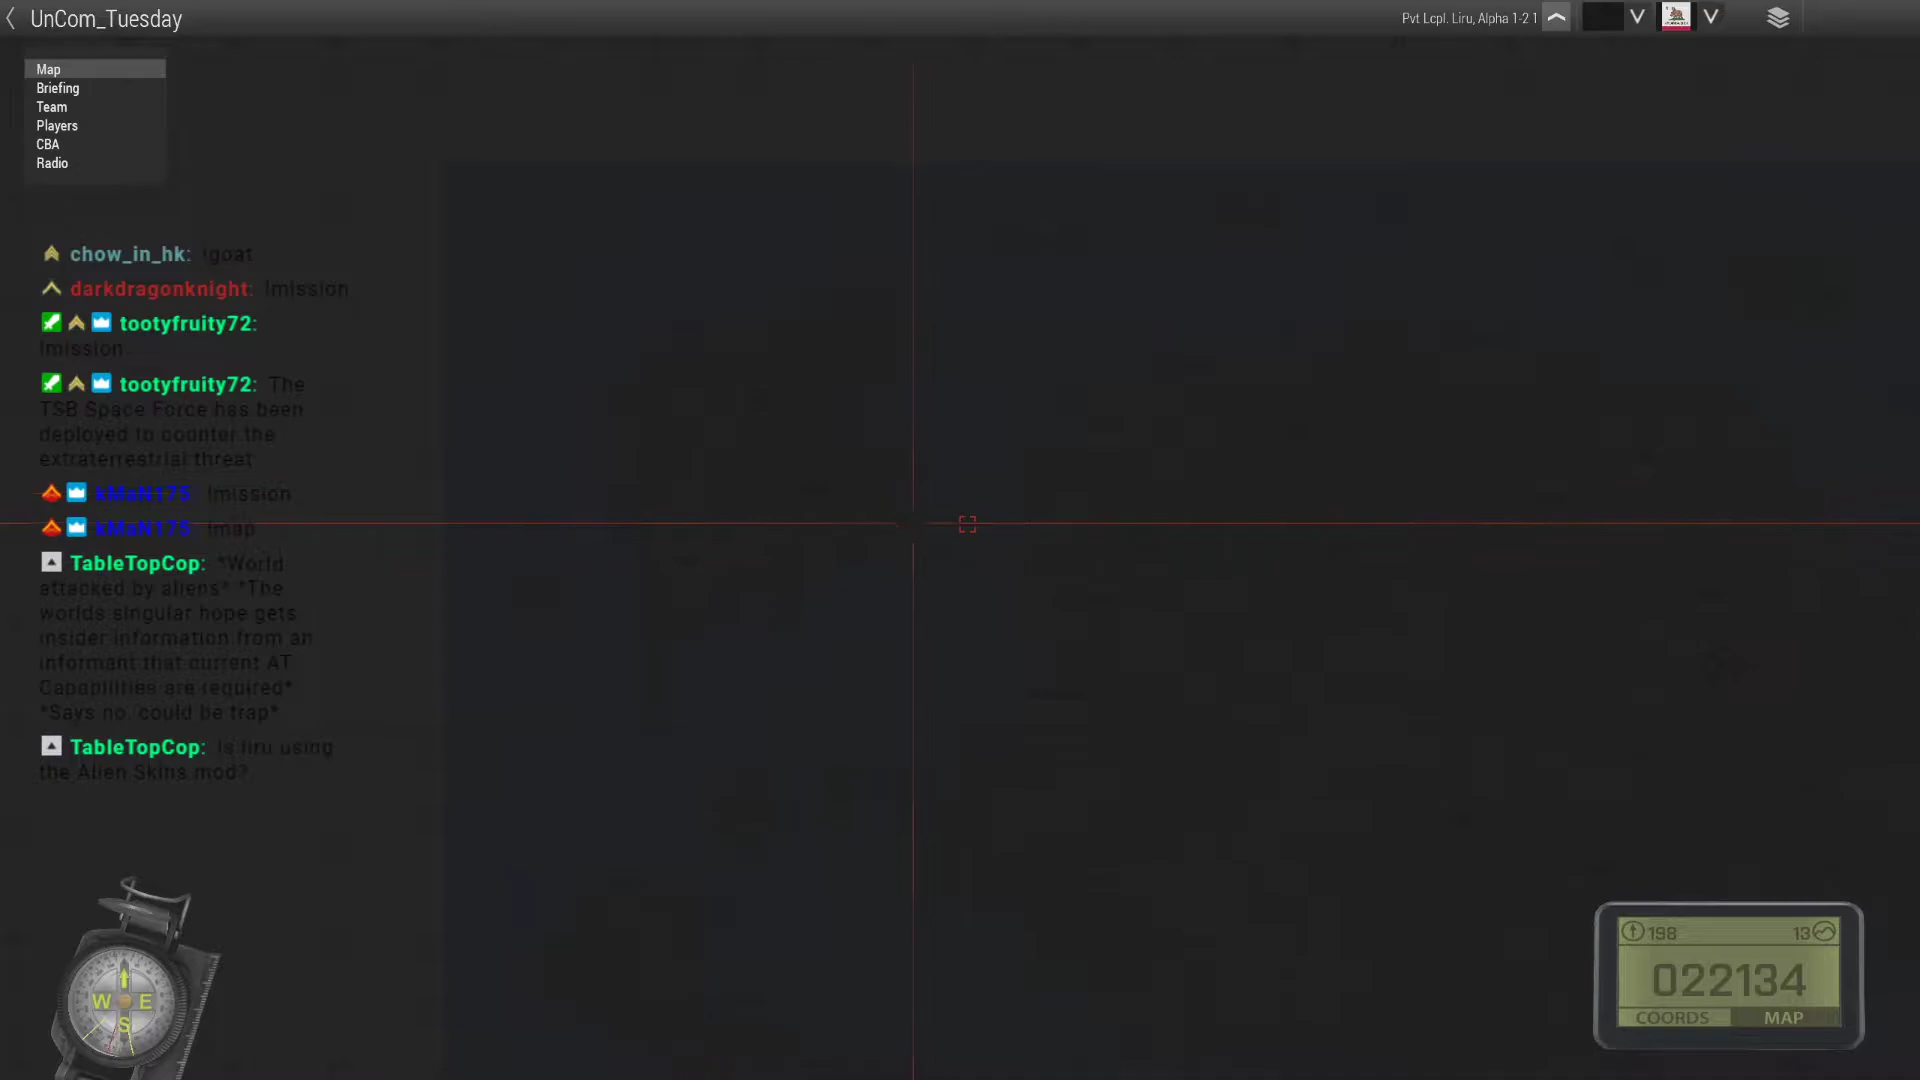 UnCom_Tuesday
Pvt Lcpl. Liru, Alpha 1-2 1
Map
Briefing
Team
Players
CBA
Radio
chow_in_hk: !goat
darkdragonknight: !mission
tootyfruity72:
!mission
tootyfruity72: The
TSB Space Force has been
deployed to counter the
extraterrestrial threat
kMaN175 !mission
kMaN175 !map
TableTopCop: *World
attacked by aliens* *The
worlds singular hope gets
insider information from an
informant that current AT
Capabilities are required*
*Says no. could be trap*
TableTopCop: Is liru using
the Alien Skins mod?
W E
S
198 13
022134
COORDS MAP